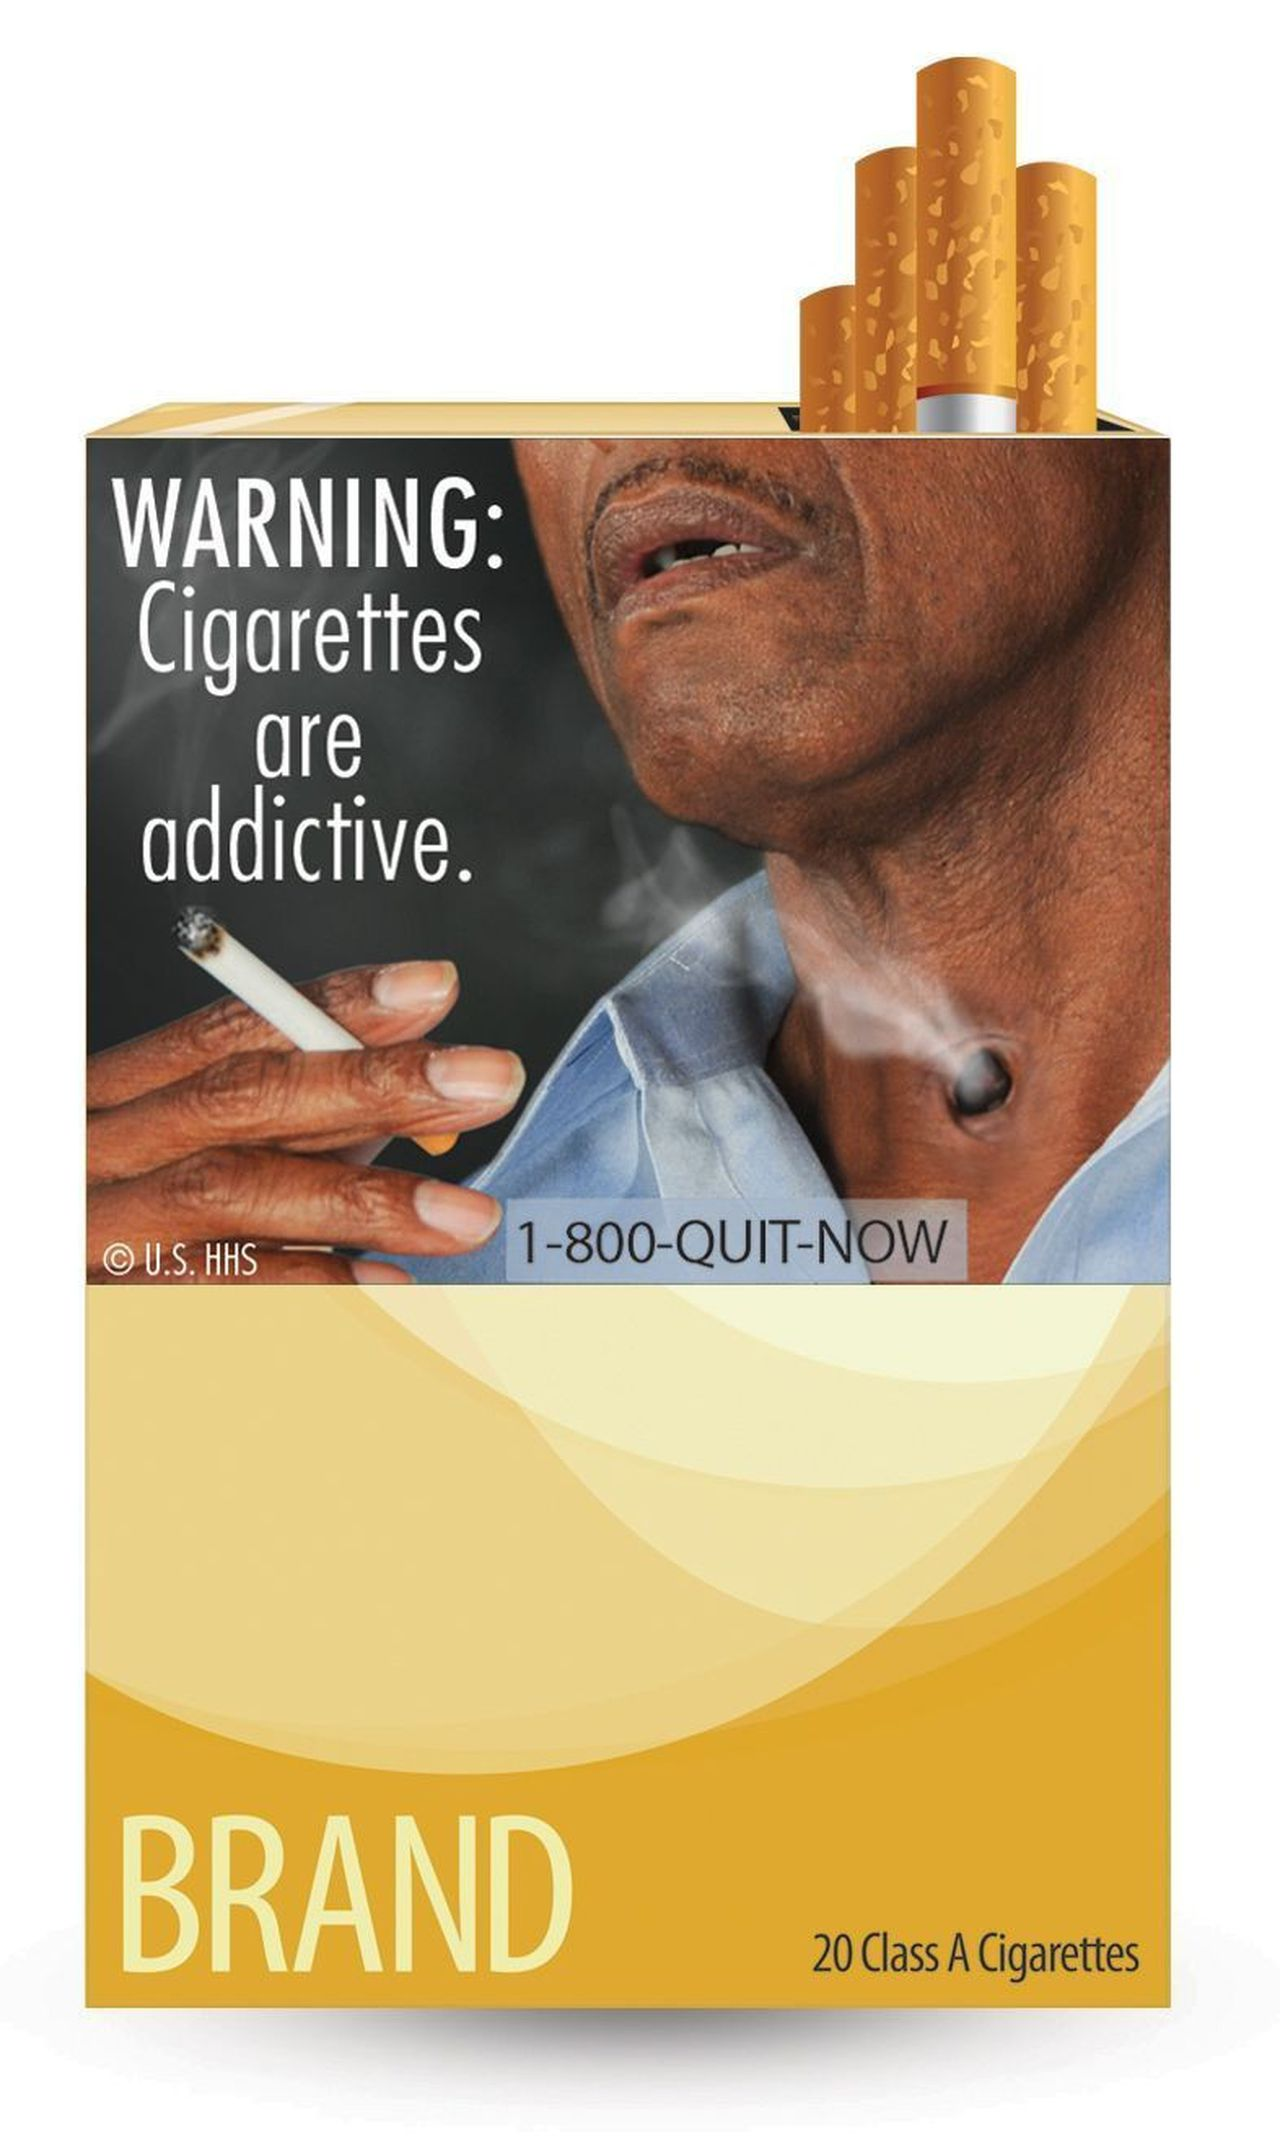 WARNING:
Cigarettes
are
addictive.
© U.S. HHS
1-800-QUIT-NOW
BRAND
20 Class A Cigarettes